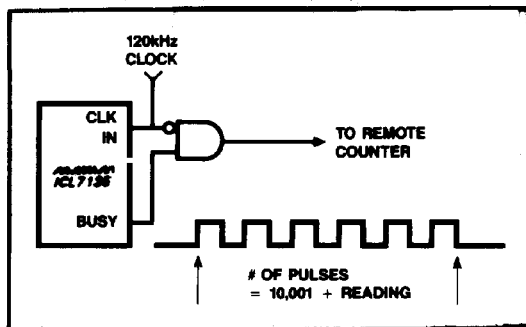 120kHz
CLOCK
CLK
IN
TO REMOTE
COUNTER
ICL7135
BUSY
# OF PULSES
= 10,001 + READING